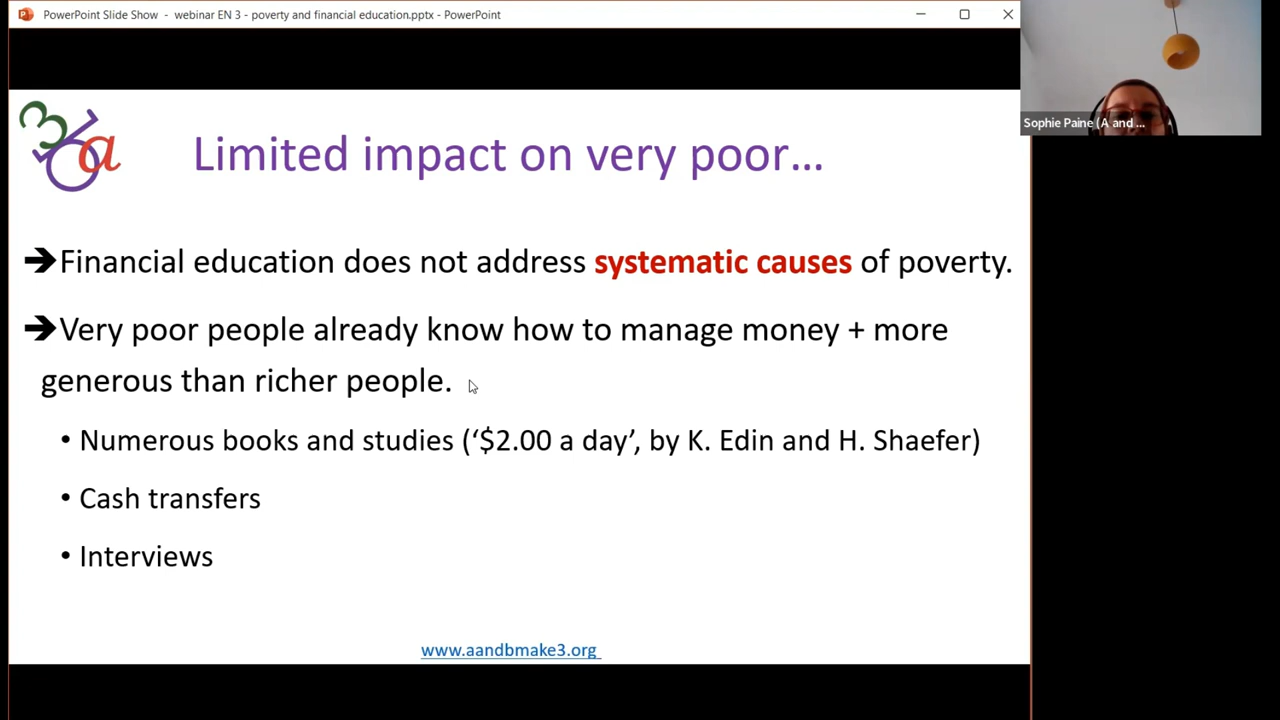 PowerPoint Slide Show - webinar EN 3 - poverty and financial education.pptx - PowerPoint
Sophie Paine (A and ...
36a
Limited impact on very poor...
➔Financial education does not address systematic causes of poverty.
➔Very poor people already know how to manage money + more
generous than richer people.
• Numerous books and studies (‘$2.00 a day’, by K. Edin and H. Shaefer)
• Cash transfers
• Interviews
www.aandbmake3.org